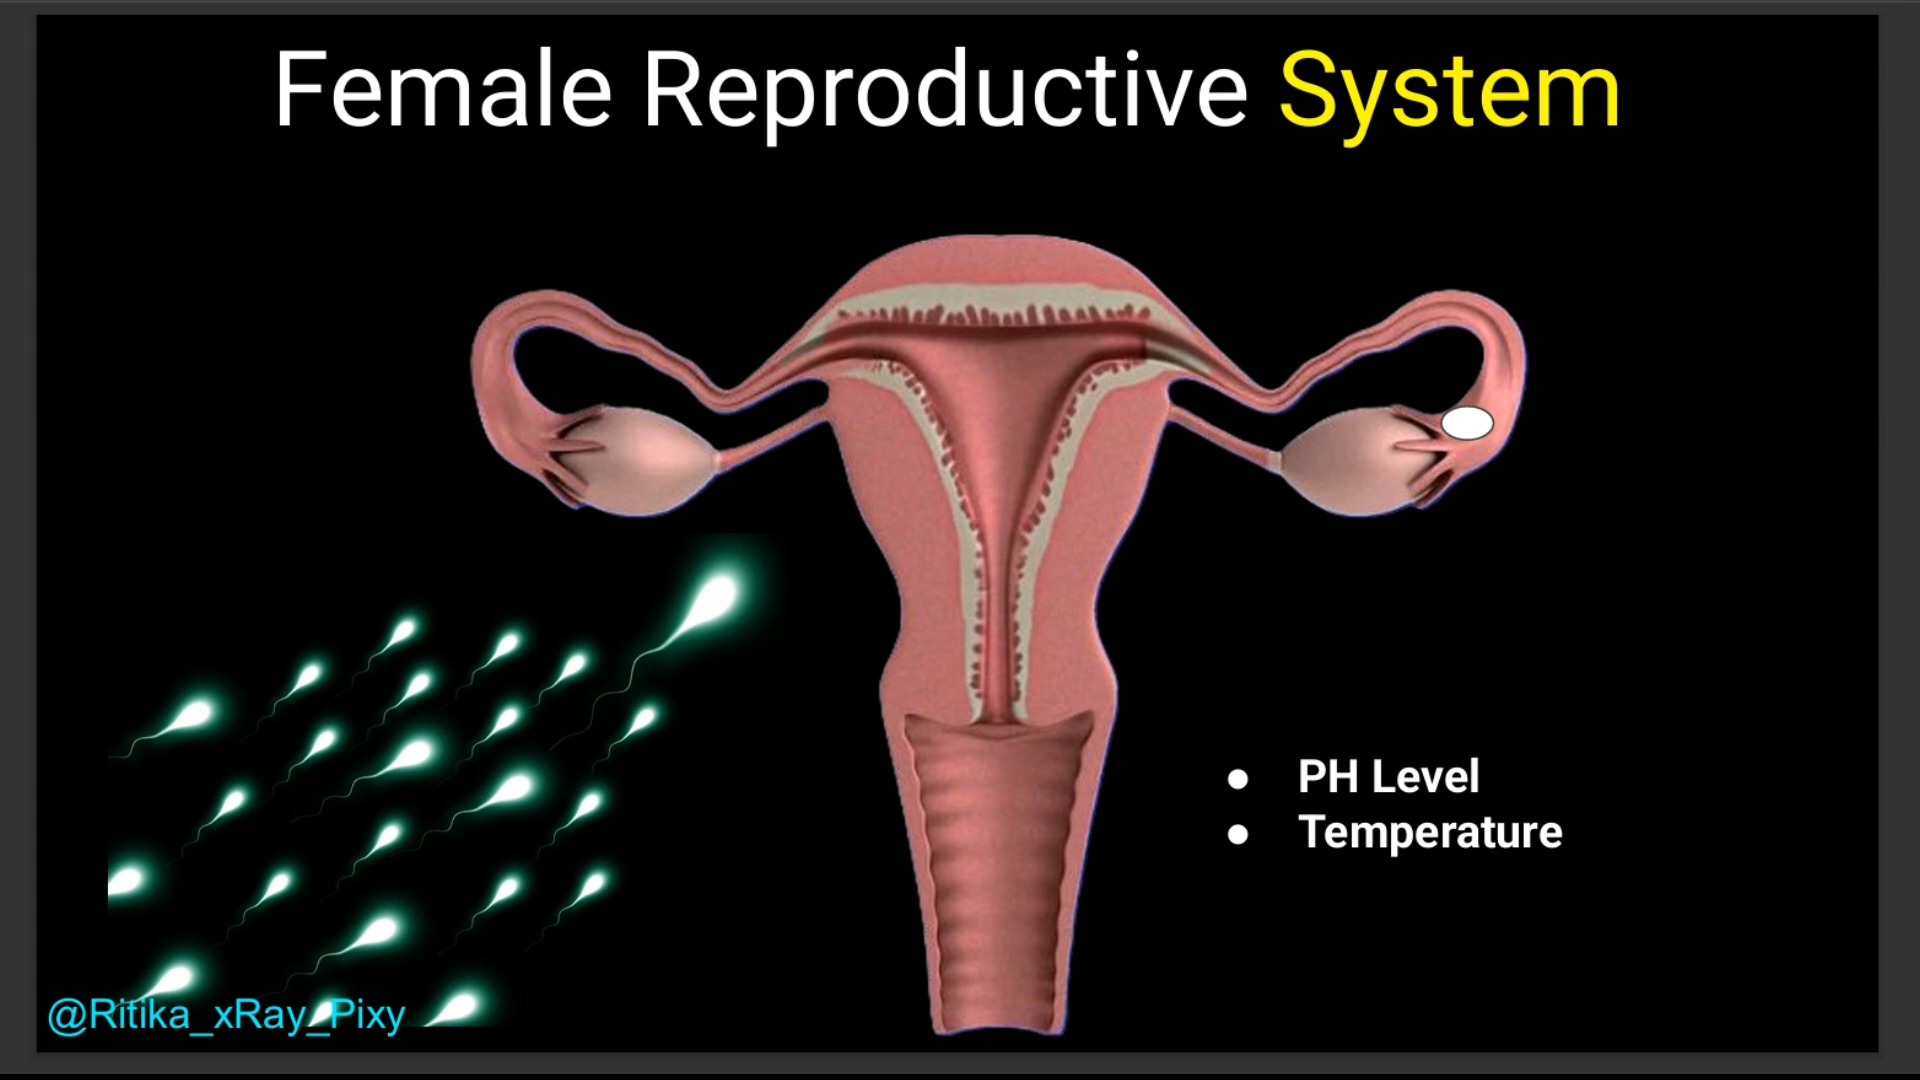 Female Reproductive System
● PH Level
● Temperature
@Ritika_xRay_Pixy